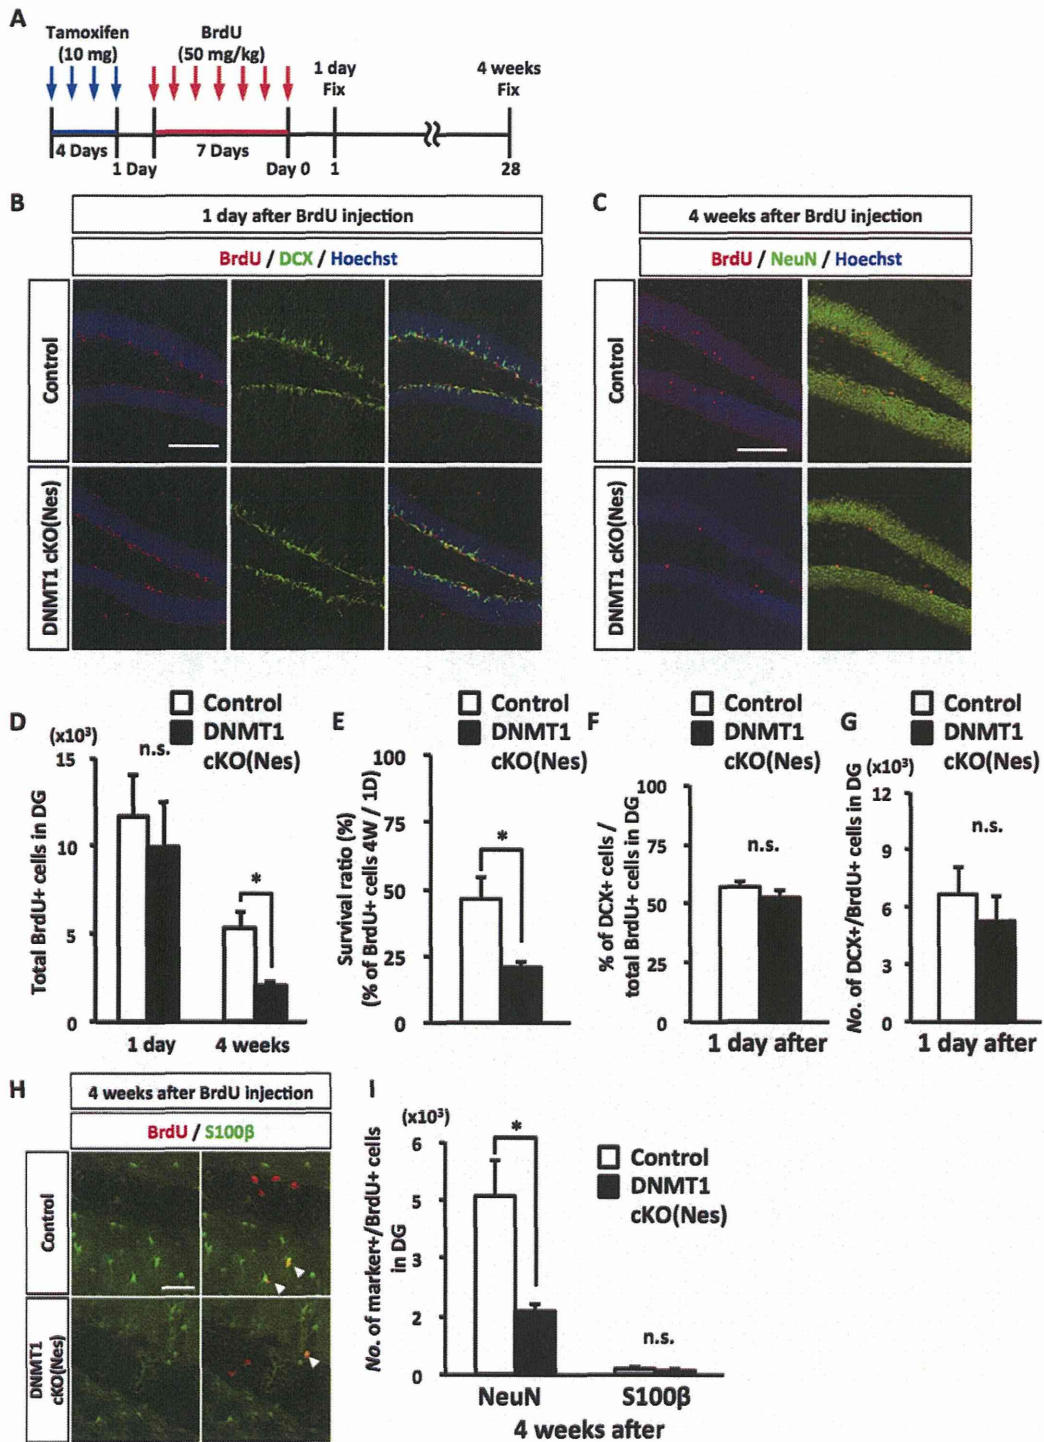 A
Tamoxifen
(10 mg)
BrdU
(50 mg/kg)
1 day
Fix
4 weeks
Fix
4 Days
1 Day
7 Days
Day 0
1
28
B
1 day after BrdU injection
BrdU / DCX / Hoechst
Control
DNMT1 cKO(Nes)
C
4 weeks after BrdU injection
BrdU / NeuN / Hoechst
Control
DNMT1 cKO(Nes)
D
(x10³)
Control
DNMT1
cKO(Nes)
n.s.
*
Total BrdU+ cells in DG
15
10
5
0
1 day
4 weeks
E
Control
DNMT1
cKO(Nes)
*
Survival ratio (%)
(% of BrdU+ cells 4W / 1D)
100
75
50
25
0
F
Control
DNMT1
cKO(Nes)
n.s.
% of DCX+ cells /
total BrdU+ cells in DG
100
75
50
25
0
1 day after
G
Control
DNMT1
cKO(Nes)
(x10³)
n.s.
No. of DCX+/BrdU+ cells in DG
12
9
6
3
0
1 day after
H
4 weeks after BrdU injection
BrdU / S100β
Control
DNMT1
cKO(Nes)
I
(x10³)
*
Control
DNMT1
cKO(Nes)
n.s.
No. of marker+/BrdU+ cells
in DG
6
5
3
2
0
NeuN
S100β
4 weeks after